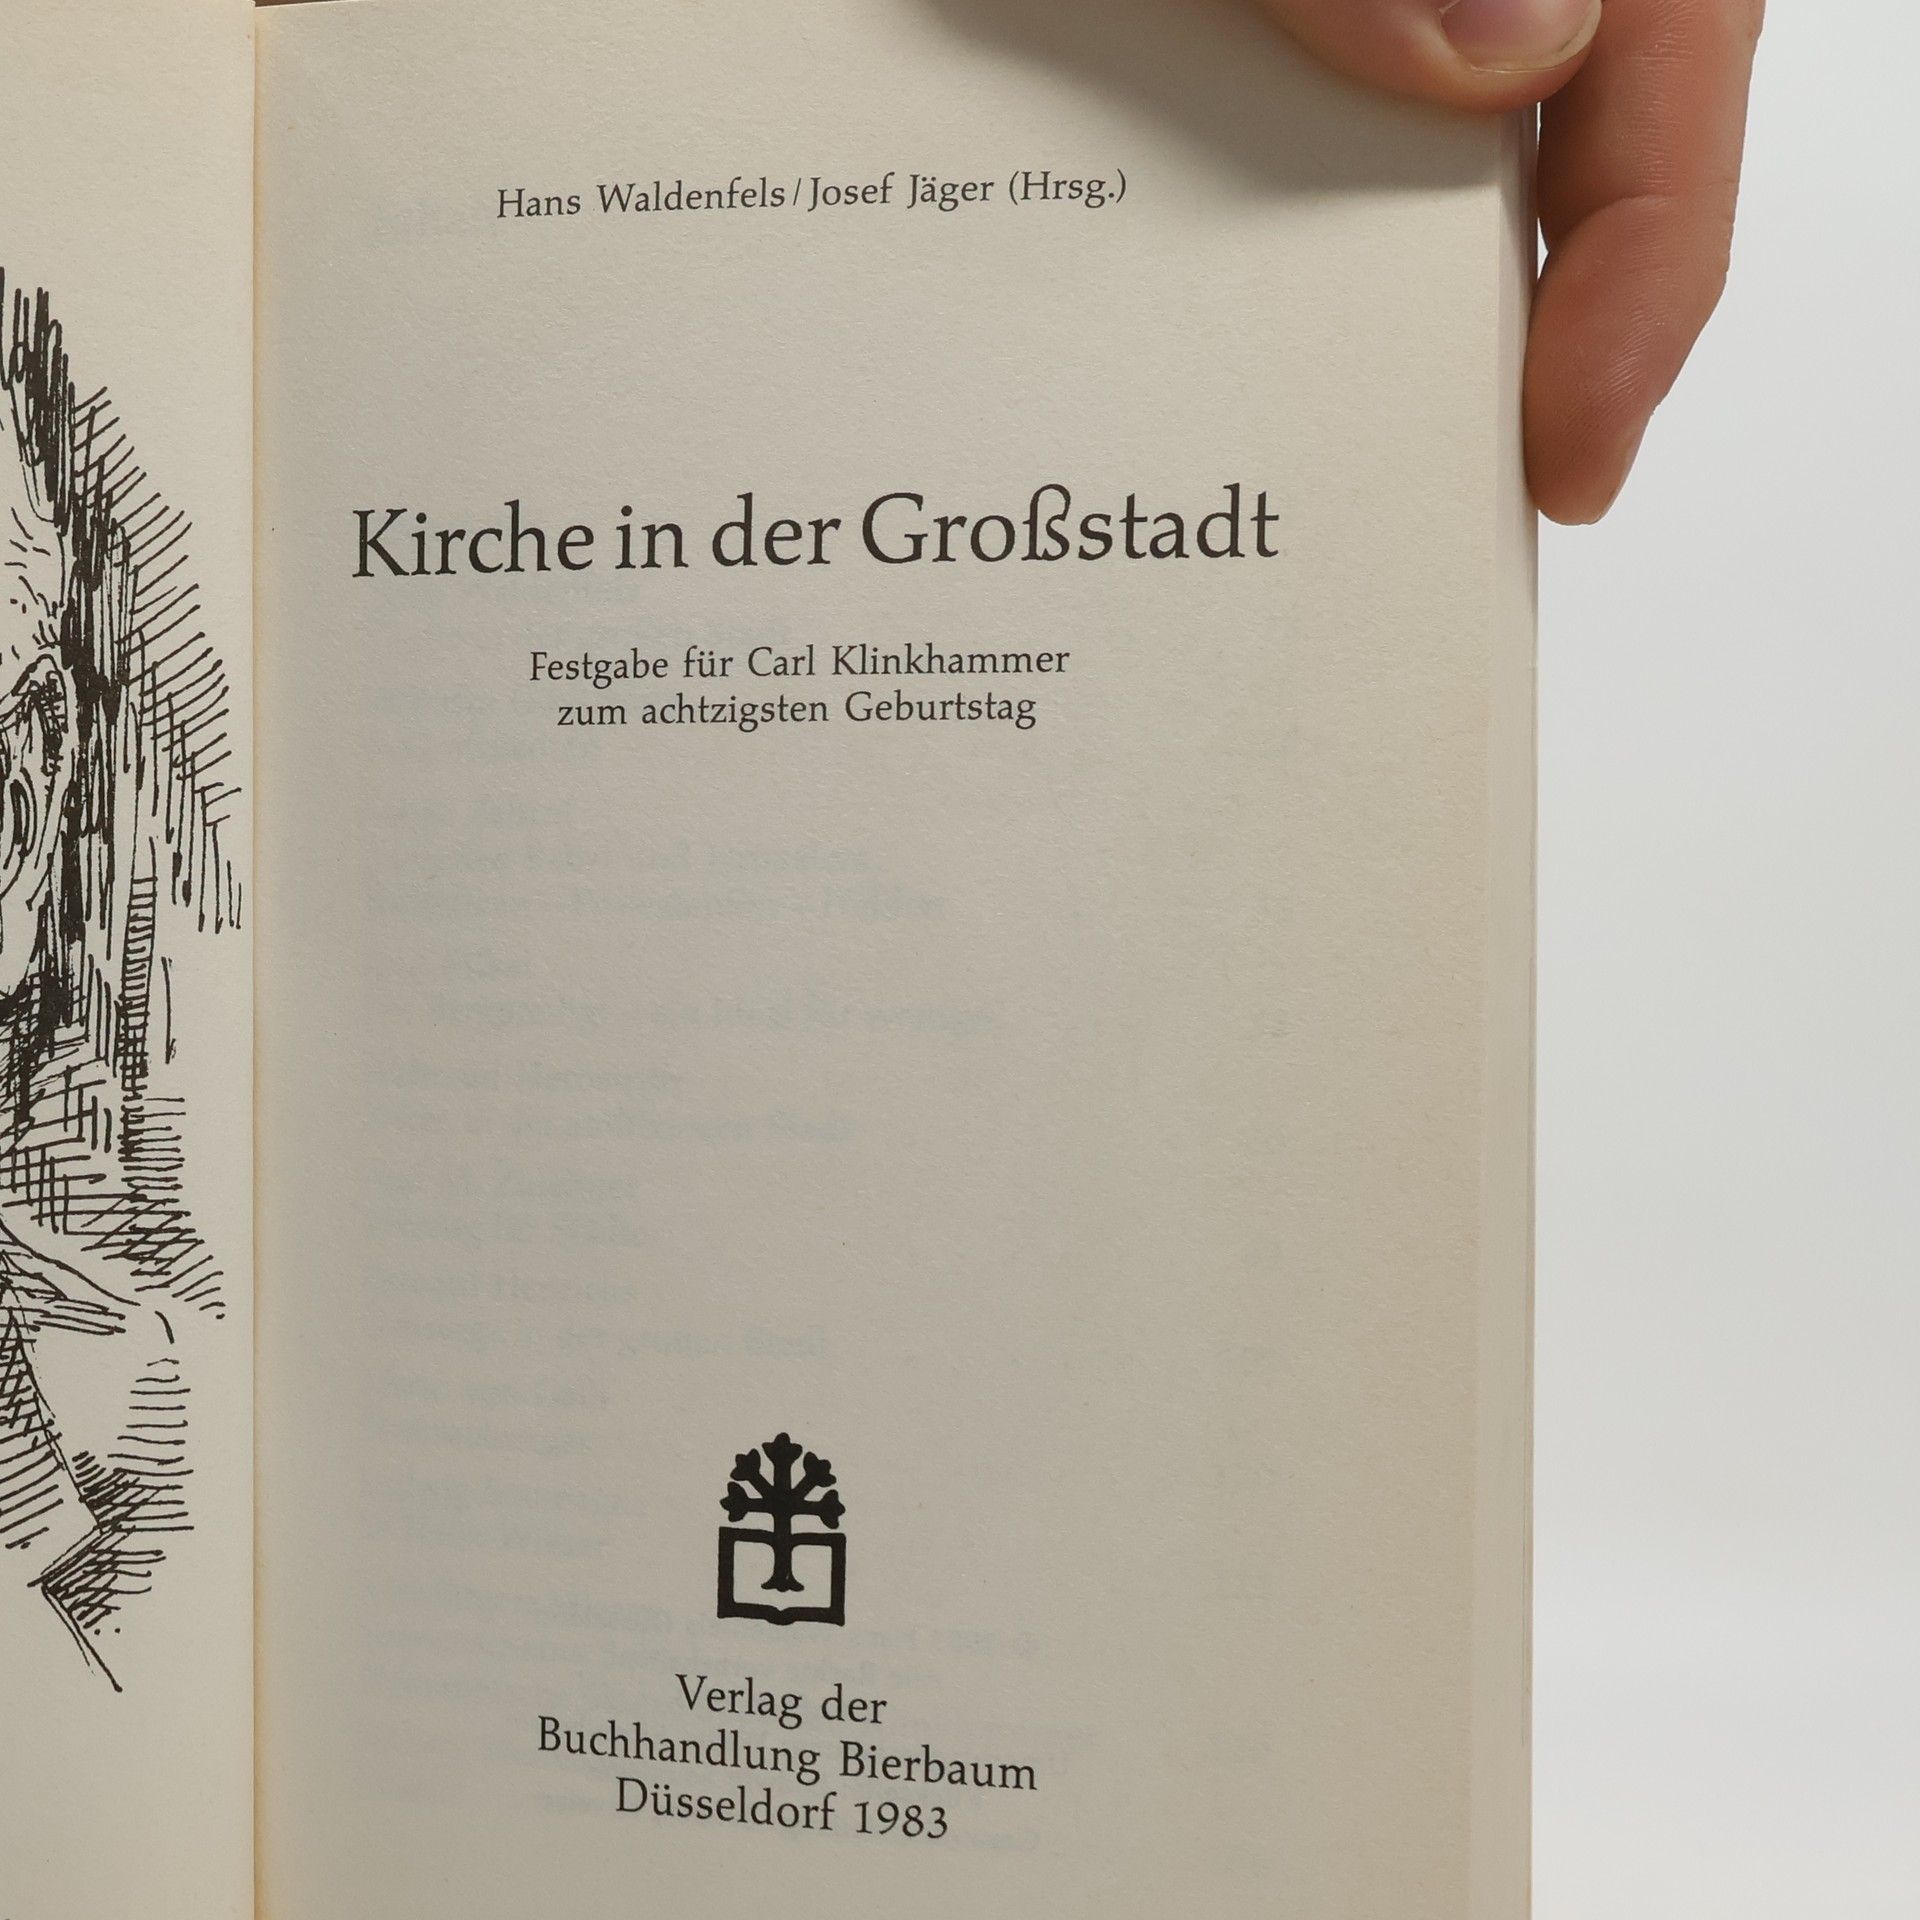 Hans Waldenfels/Josef Jäger (Hrsg.)
Kirche in der Großstadt
Festgabe für Carl Klinkhammer
zum achtzigsten Geburtstag
Verlag der
Buchhandlung Bierbaum
Düsseldorf 1983